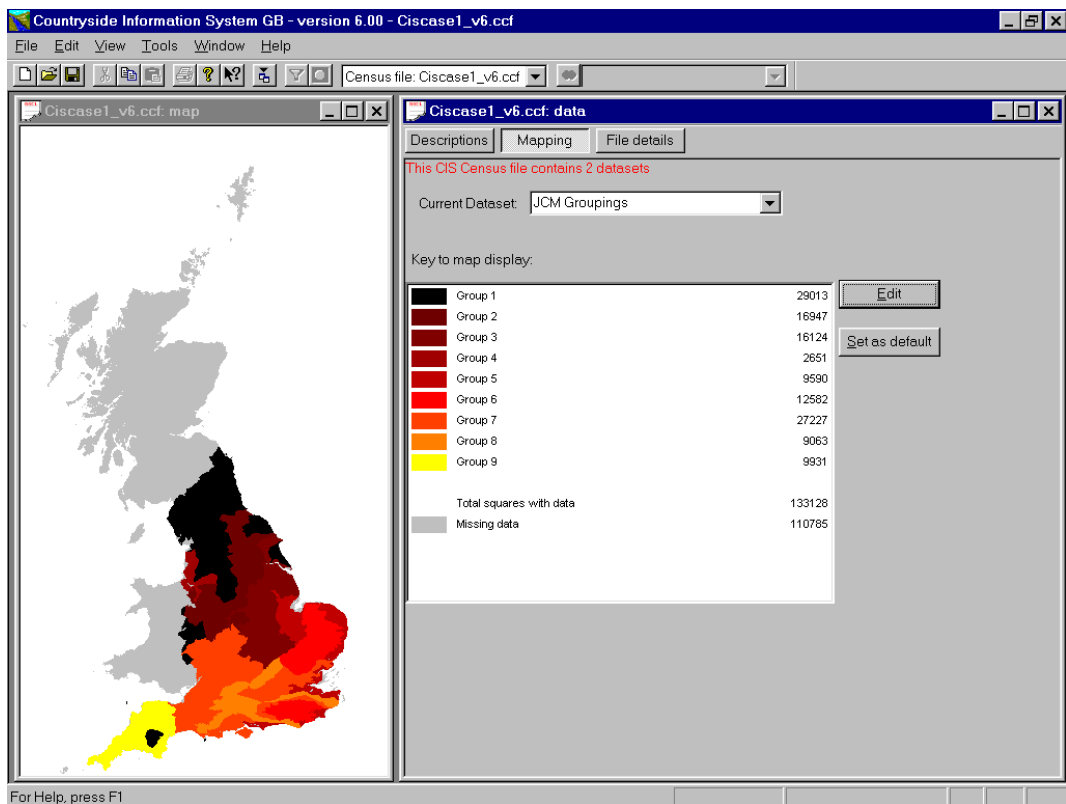 Countryside Information System GB - version 6.00 - Ciscase1_v6.ccf
File Edit View Tools Window Help
Census file: Ciscase1_v6.ccf
Ciscase1_v6.ccf: map
Ciscase1_v6.ccf: data
Descriptions Mapping File details
This CIS Census file contains 2 datasets
Current Dataset: JCM Groupings
Key to map display:
Group 1 29013
Group 2 16947
Group 3 16124
Group 4 2651
Group 5 9590
Group 6 12582
Group 7 27227
Group 8 9063
Group 9 9931
Total squares with data 133128
Missing data 110785
Edit
Set as default
For Help, press F1